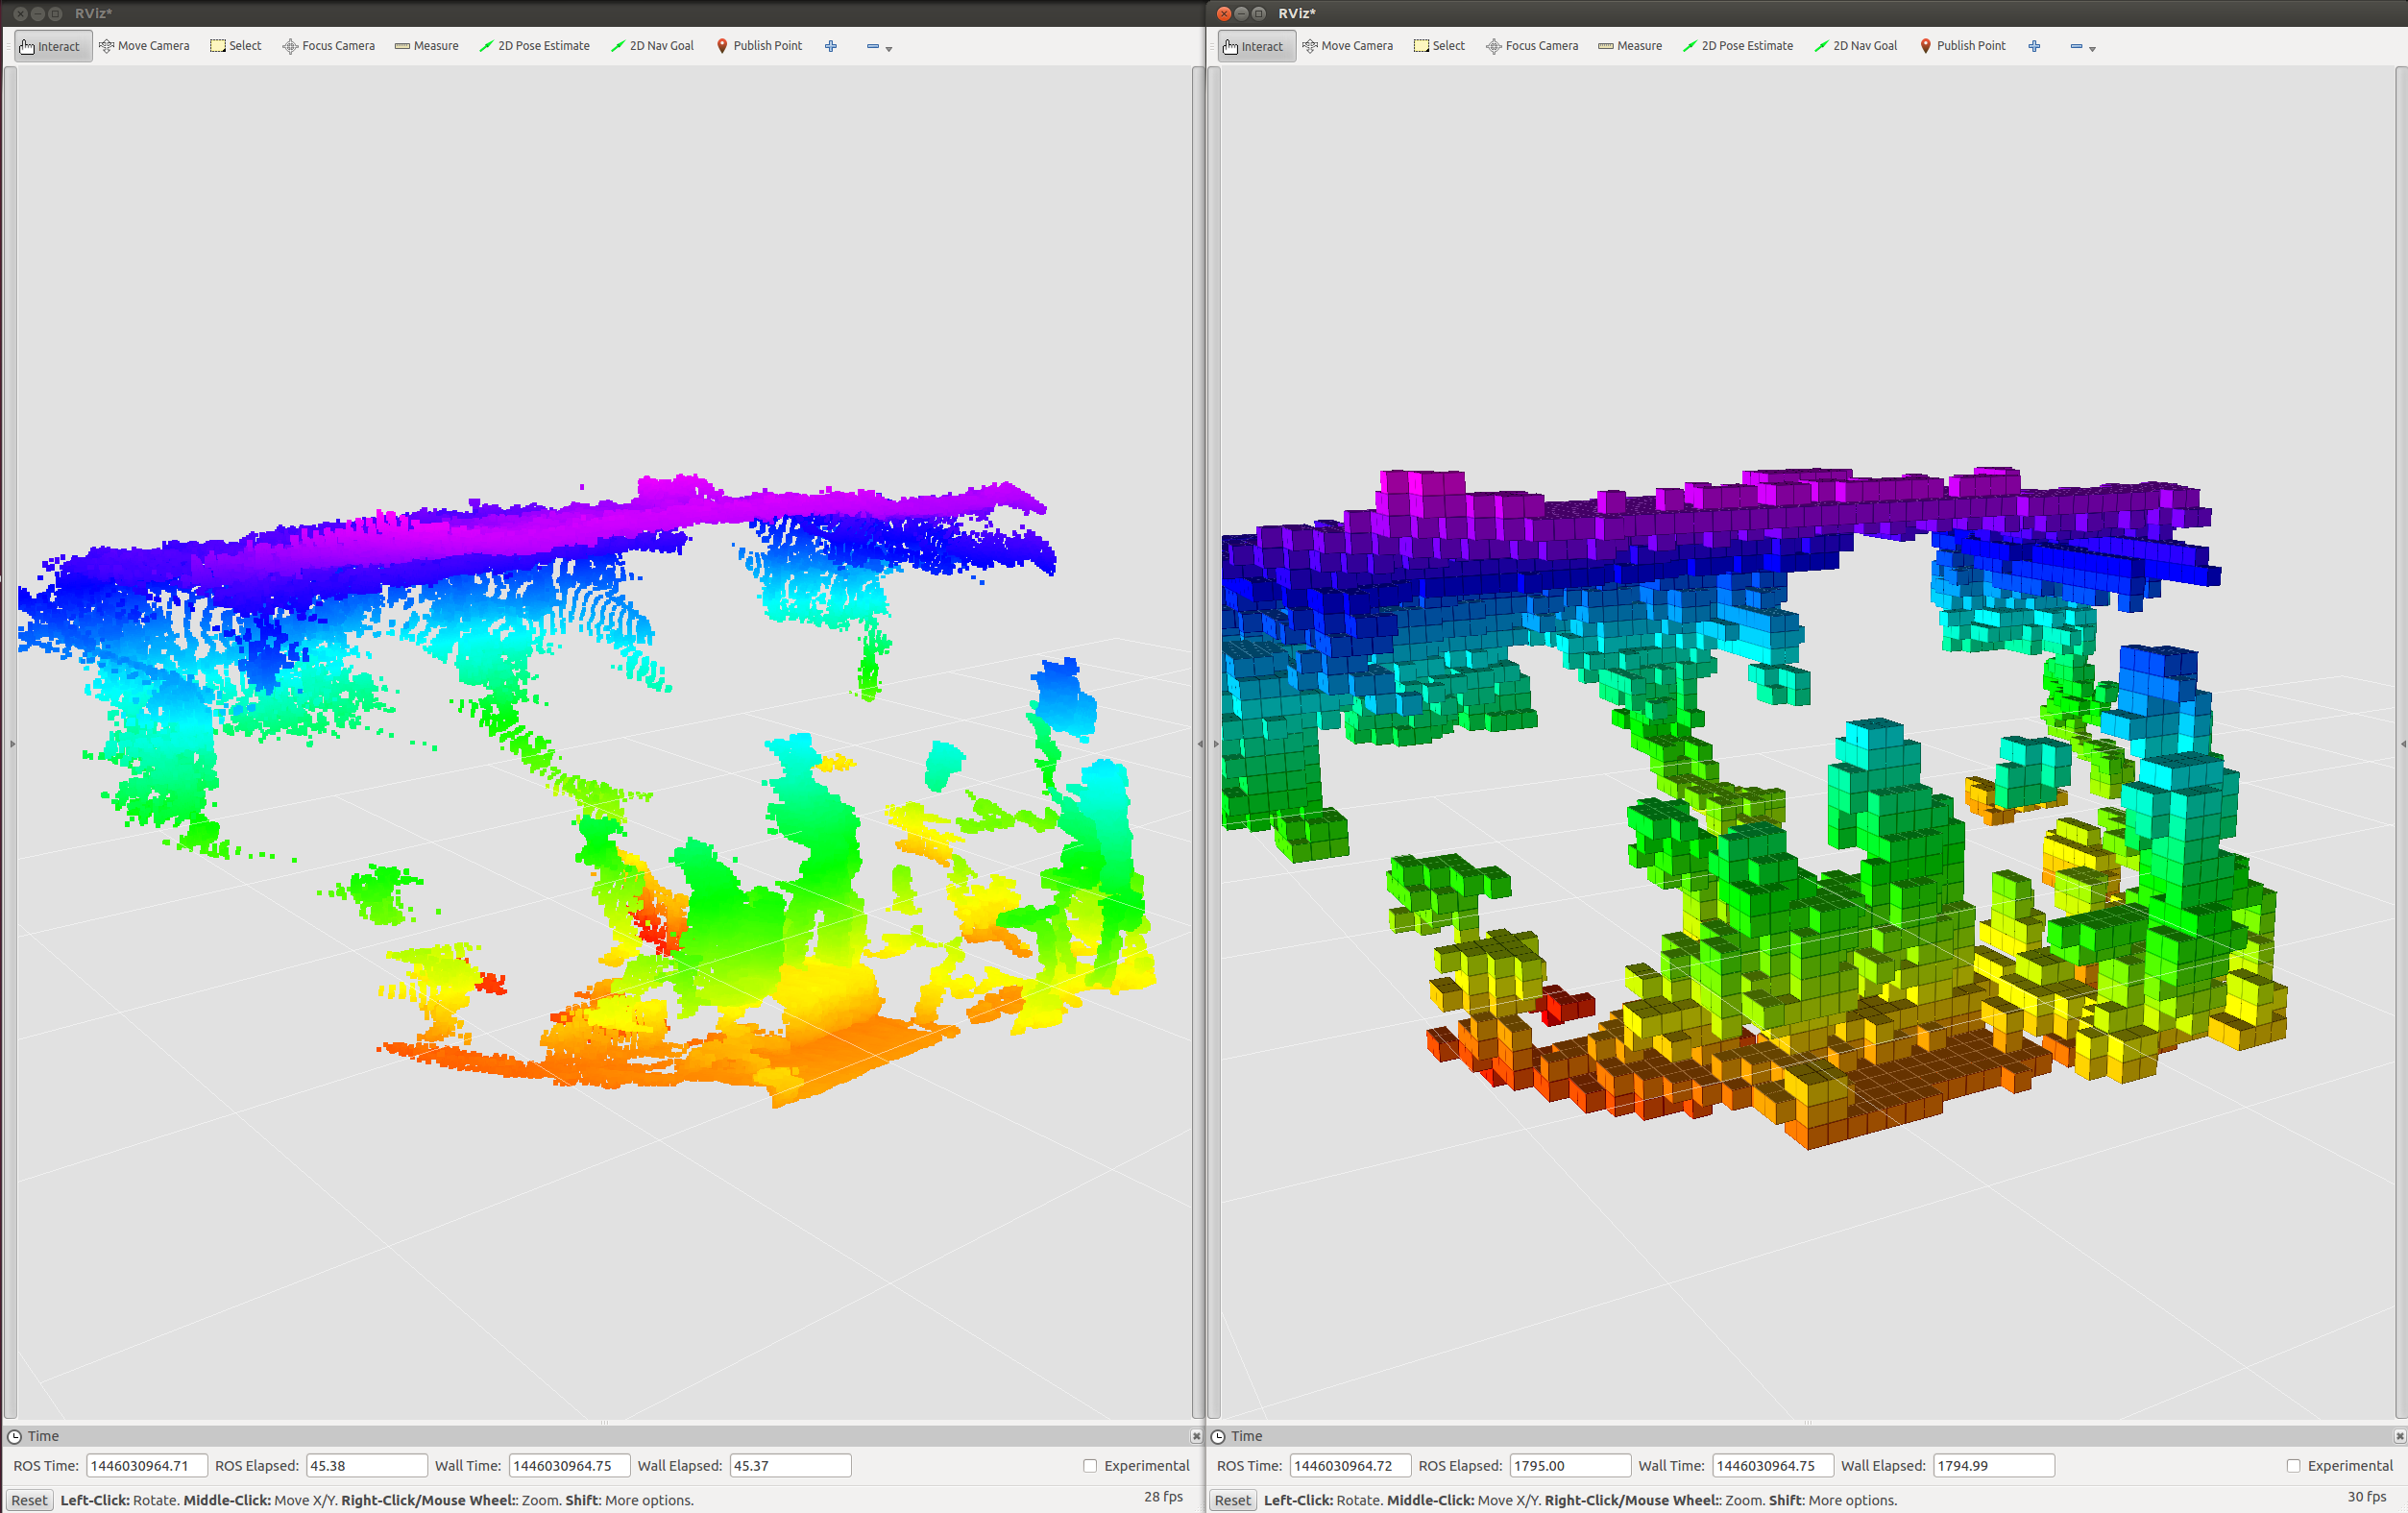 RViz*
Interact Move Camera Select Focus Camera Measure 2D Pose Estimate 2D Nav Goal Publish Point
Time
ROS Time: 1446030964.71 ROS Elapsed: 45.38 Wall Time: 1446030964.75 Wall Elapsed: 45.37 Experimental
Reset Left-Click: Rotate. Middle-Click: Move X/Y. Right-Click/Mouse Wheel:: Zoom. Shift: More options. 28 fps
RViz*
Interact Move Camera Select Focus Camera Measure 2D Pose Estimate 2D Nav Goal Publish Point
Time
ROS Time: 1446030964.72 ROS Elapsed: 1795.00 Wall Time: 1446030964.75 Wall Elapsed: 1794.99 Experimental
Reset Left-Click: Rotate. Middle-Click: Move X/Y. Right-Click/Mouse Wheel:: Zoom. Shift: More options. 30 fps